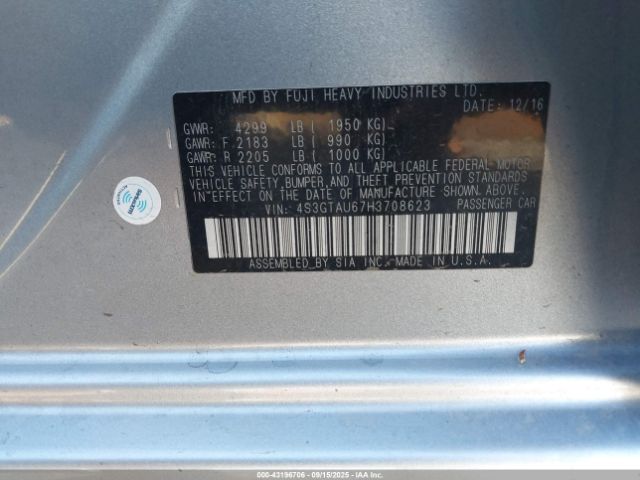 MFD BY FUJI HEAVY INDUSTRIES LTD.
DATE: 12/16
GVWR: 4299 LB ( 1950 KG)
GAWR: F 2183 LB ( 990 KG)
GAWR: R 2205 LB ( 1000 KG)
THIS VEHICLE CONFORMS TO ALL APPLICABLE FEDERAL MOTOR
VEHICLE SAFETY, BUMPER, AND THEFT PREVENTION STANDARDS
IN EFFECT ON THE DATE OF MANUFACTURE SHOWN ABOVE.
VIN: 4S3GTAU67H3708623 PASSENGER CAR
ASSEMBLED BY SIA INC. MADE IN U.S.A.
000-43196706 - 09/15/2025 - IAAI.COM